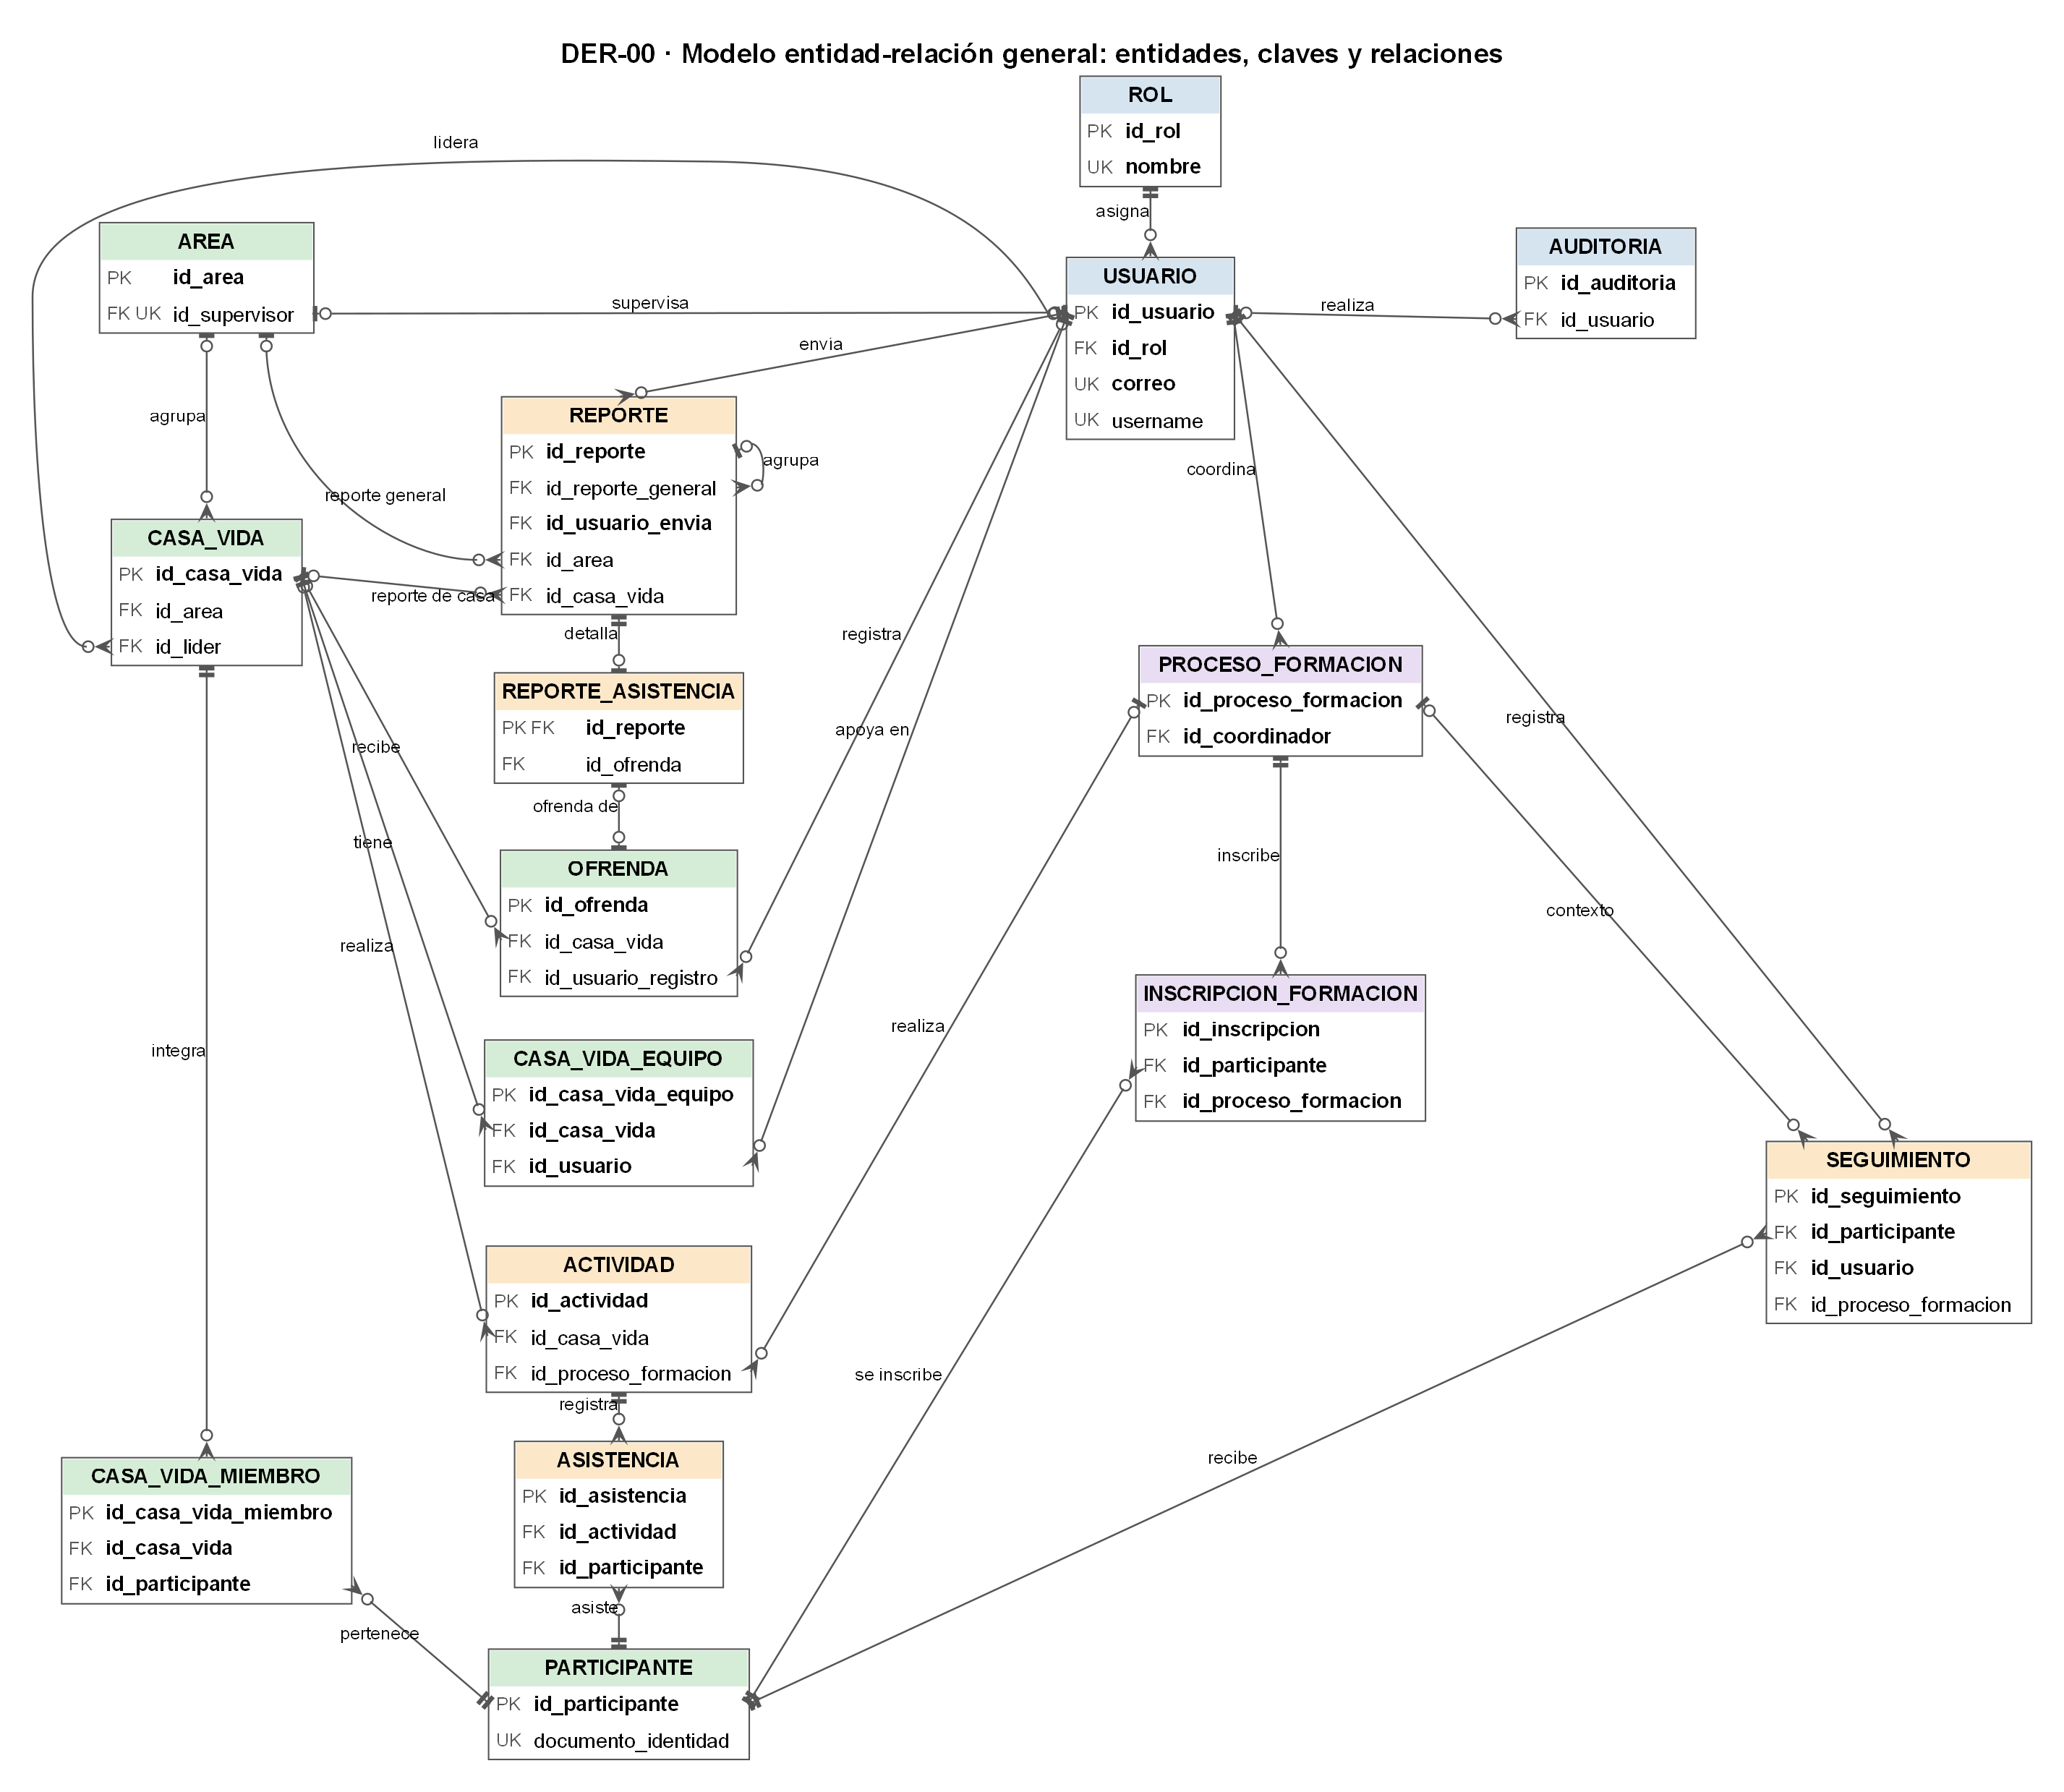 DER-00 · Modelo entidad-relación general: entidades, claves y relaciones
ROL
PK id_rol
UK nombre
lidera
asigna
AREA
PK id_area
FK UK id_supervisor
USUARIO
PK id_usuario
FK id_rol
UK correo
UK username
AUDITORIA
PK id_auditoria
FK id_usuario
supervisa
realiza
envia
agrupa
REPORTE
PK id_reporte
FK id_reporte_general
FK id_usuario_envia
FK id_area
FK id_casa_vida
agrupa
reporte general
coordina
CASA_VIDA
PK id_casa_vida
FK id_area
FK id_lider
reporte de casa
detalla
registra
PROCESO_FORMACION
PK id_proceso_formacion
FK id_coordinador
REPORTE_ASISTENCIA
PK FK id_reporte
FK id_ofrenda
registra
apoya en
recibe
ofrenda de
tiene
OFRENDA
PK id_ofrenda
FK id_casa_vida
FK id_usuario_registro
inscribe
contexto
realiza
INSCRIPCION_FORMACION
PK id_inscripcion
FK id_participante
FK id_proceso_formacion
realiza
integra
CASA_VIDA_EQUIPO
PK id_casa_vida_equipo
FK id_casa_vida
FK id_usuario
SEGUIMIENTO
PK id_seguimiento
FK id_participante
FK id_usuario
FK id_proceso_formacion
ACTIVIDAD
PK id_actividad
FK id_casa_vida
FK id_proceso_formacion
se inscribe
registra
recibe
CASA_VIDA_MIEMBRO
PK id_casa_vida_miembro
FK id_casa_vida
FK id_participante
ASISTENCIA
PK id_asistencia
FK id_actividad
FK id_participante
asiste
pertenece
PARTICIPANTE
PK id_participante
UK documento_identidad